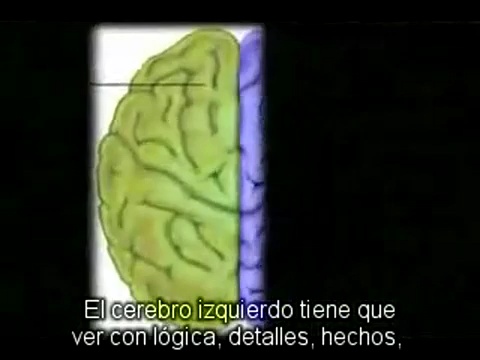 El cerebro izquierdo tiene que
ver con lógica, detalles, hechos,